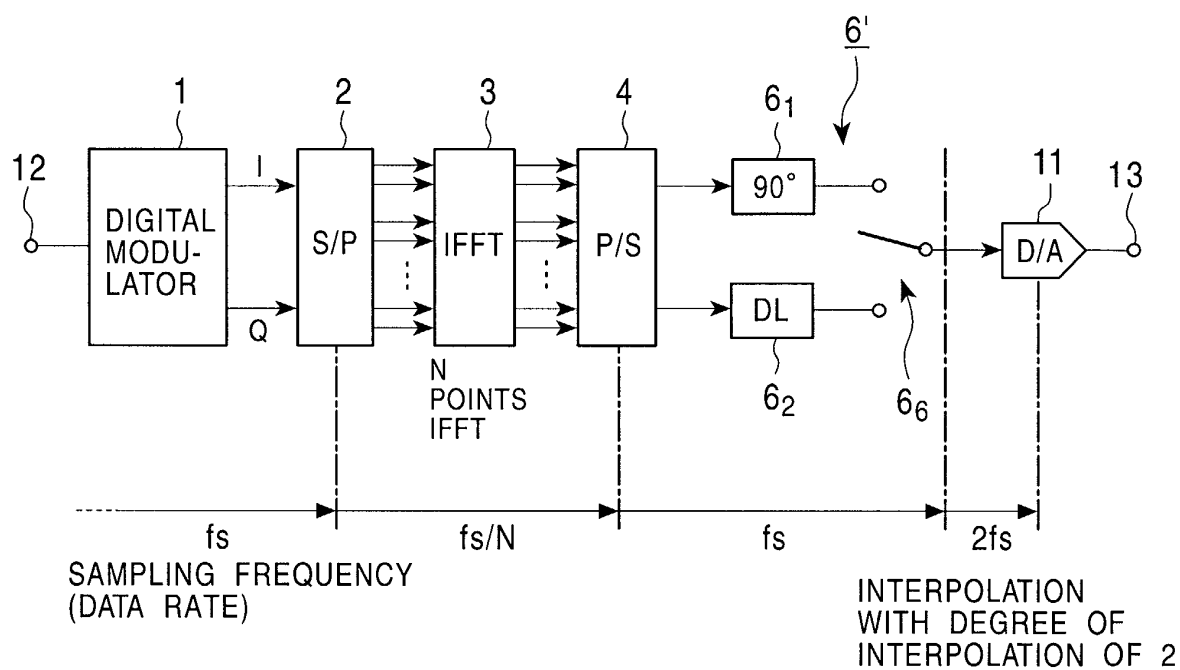 6'
1
2
3
4
6₁
12
I
11
13
90°
DIGITAL
MODU-
LATOR
S/P
IFFT
P/S
D/A
DL
Q
N
POINTS
IFFT
6₂
6₆
fs
fs/N
fs
2fs
SAMPLING FREQUENCY
(DATA RATE)
INTERPOLATION
WITH DEGREE OF
INTERPOLATION OF 2